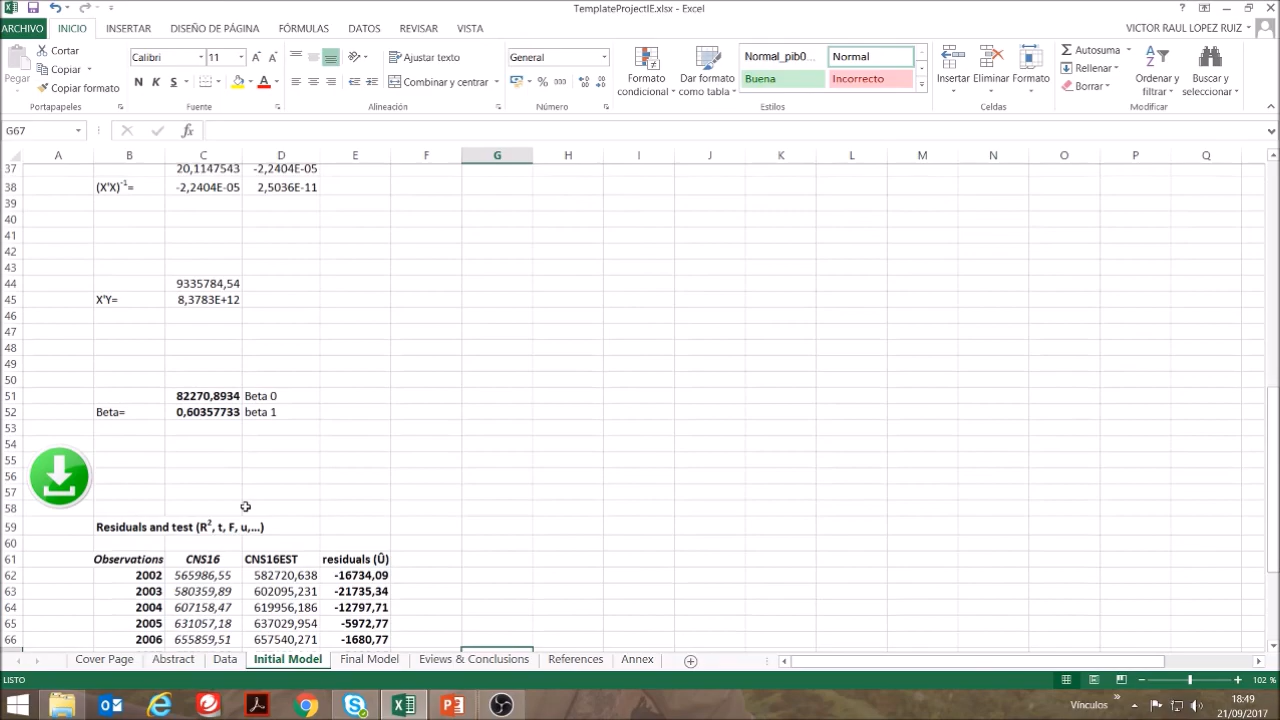 TemplateProjectIE.xlsx - Excel
ARCHIVO INICIO INSERTAR DISEÑO DE PÁGINA FÓRMULAS DATOS REVISAR VISTA VICTOR RAUL LOPEZ RUIZ
Pegar Cortar Copiar Copiar formato Portapapeles
Calibri 11 N K S Fuente
Ajustar texto Combinar y centrar Alineación
General % 000 Número
Formato condicional Dar formato como tabla Normal_pib0... Normal Buena Incorrecto Estilos
Insertar Eliminar Formato Celdas
Autosuma Rellenar Borrar Ordenar y filtrar Buscar y seleccionar Modificar
G67 fx
A B C D E F G H I J K L M N O P Q
37 20,1147543 -2,2404E-05
38 (X'X)-1= -2,2404E-05 2,5036E-11
39
40
41
42
43
44 9335784,54
45 X'Y= 8,3783E+12
46
47
48
49
50
51 82270,8934 Beta 0
52 Beta= 0,60357733 beta 1
53
54
55
56
57
58
59 Residuals and test (R2, t, F, u,...)
60
61 Observations CNS16 CNS16EST residuals (Û)
62 2002 565986,55 582720,638 -16734,09
63 2003 580359,89 602095,231 -21735,34
64 2004 607158,47 619956,186 -12797,71
65 2005 631057,18 637029,954 -5972,77
66 2006 655859,51 657540,271 -1680,77
Cover Page Abstract Data Initial Model Final Model Eviews & Conclusions References Annex
LISTO 102 %
Vínculos 18:49
21/09/2017